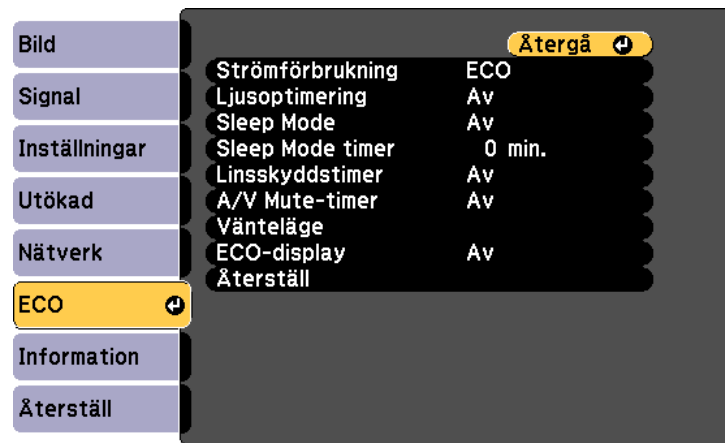 Bild
Signal
Inställningar
Utökad
Nätverk
ECO
Information
Återställ
Återgå
Strömförbrukning ECO
Ljusoptimering Av
Sleep Mode Av
Sleep Mode timer 0 min.
Linsskyddstimer Av
A/V Mute-timer Av
Vänteläge
ECO-display Av
Återställ